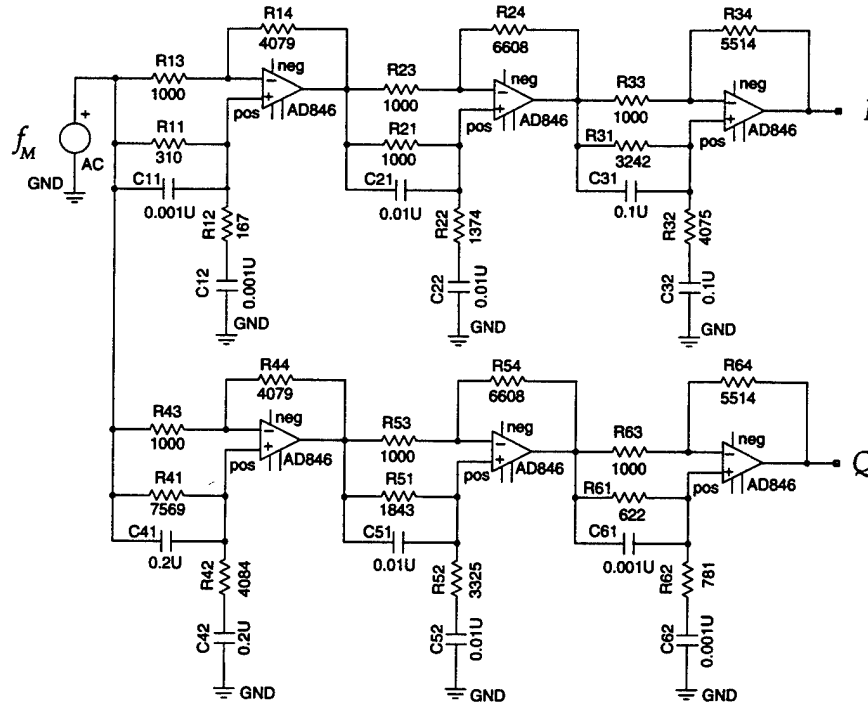 R14
4079
R24
6608
R34
5514
R13
1000
neg
AD846
pos
R23
1000
neg
AD846
pos
R33
1000
neg
AD846
pos
R11
310
R21
1000
R31
3242
f_M
AC
GND
C11
0.001U
C21
0.01U
C31
0.1U
R12
167
R22
1374
R32
4075
C12
0.001U
C22
0.01U
C32
0.1U
GND
GND
GND
R44
4079
R54
6608
R64
5514
R43
1000
neg
AD846
pos
R53
1000
neg
AD846
pos
R63
1000
neg
AD846
pos
Q
R41
7569
R51
1843
R61
622
C41
0.2U
C51
0.01U
C61
0.001U
R42
4084
R52
3325
R62
781
C42
0.2U
C52
0.01U
C62
0.001U
GND
GND
GND